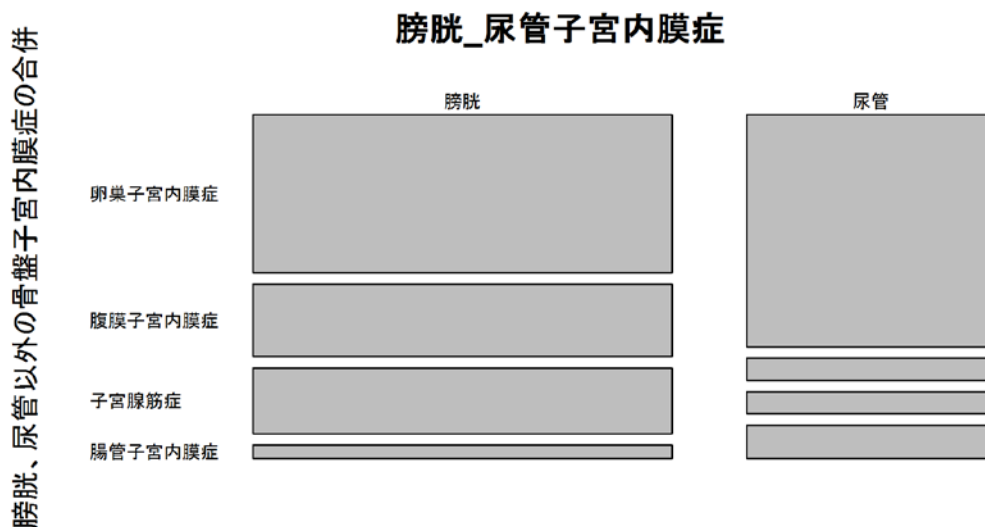 膀胱_尿管子宮内膜症
膀胱、尿管以外の骨盤子宮内膜症の合併
膀胱
尿管
卵巣子宮内膜症
腹膜子宮内膜症
子宮腺筋症
腸管子宮内膜症